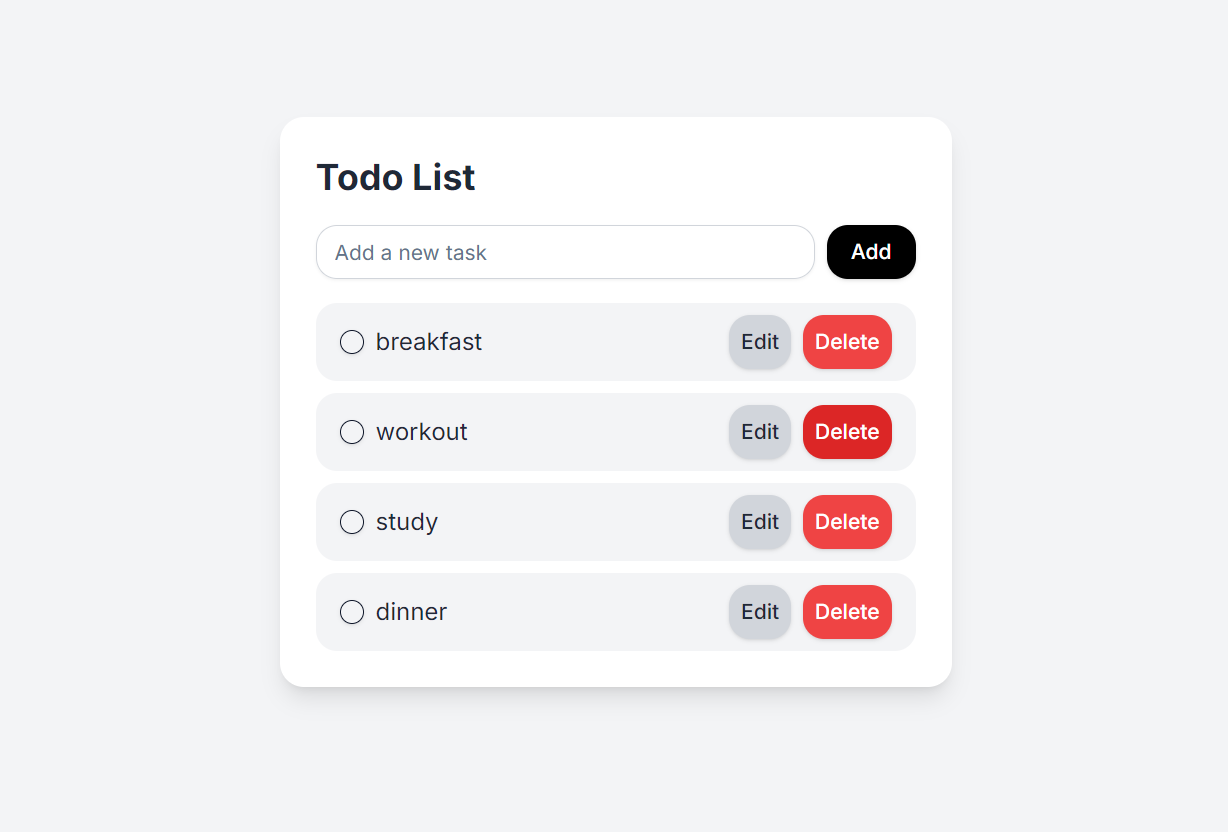 Todo List
Add a new task Add
breakfast Edit Delete
workout Edit Delete
study Edit Delete
dinner Edit Delete